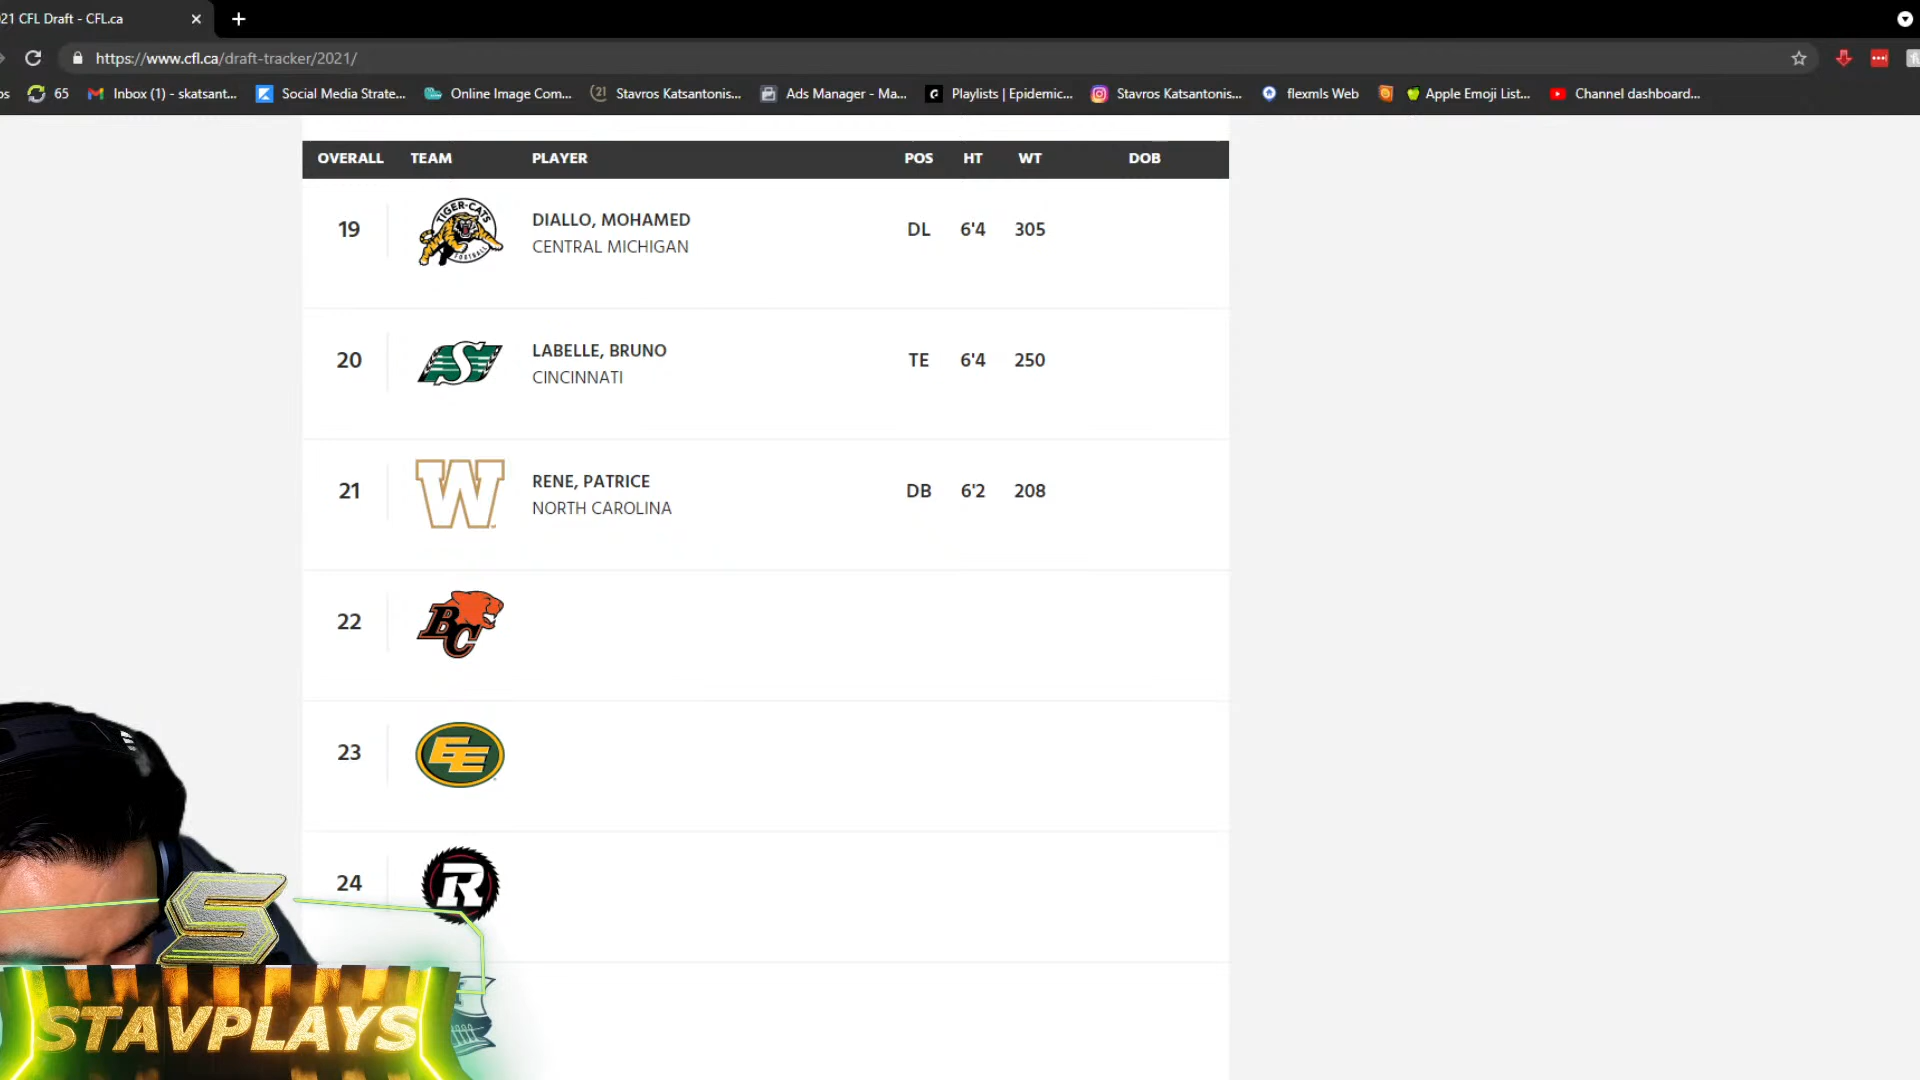 21 CFL Draft - CFL.ca
https://www.cfl.ca/draft-tracker/2021/
65
Inbox (1) - skatsant...
Social Media Strate...
Online Image Com...
Stavros Katsantonis...
Ads Manager - Ma...
Playlists | Epidemic...
Stavros Katsantonis...
flexmls Web
Apple Emoji List...
Channel dashboard...
OVERALL TEAM PLAYER POS HT WT DOB
19 TIGER-CATS FOOTBALL DIALLO, MOHAMED DL 6'4 305
CENTRAL MICHIGAN
20 S LABELLE, BRUNO TE 6'4 250
CINCINNATI
21 W RENE, PATRICE DB 6'2 208
NORTH CAROLINA
22 BC
23 EE
24 R
S
STAVPLAYS